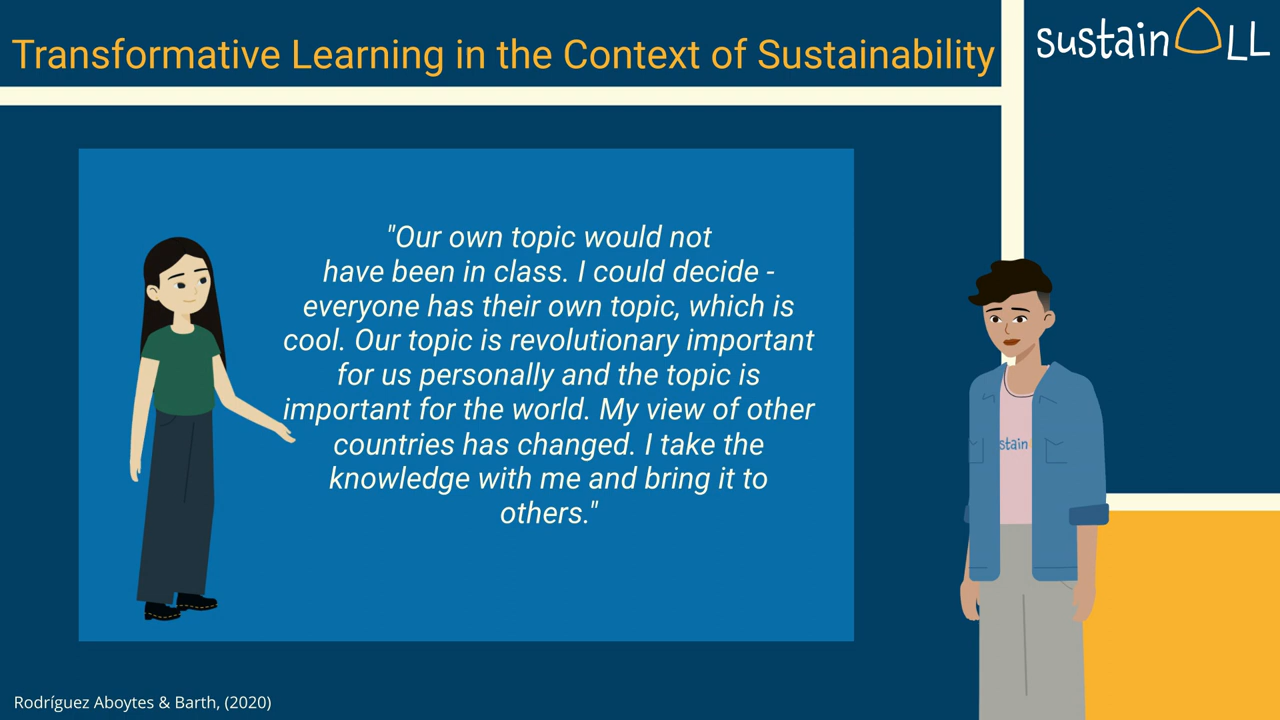 Transformative Learning in the Context of Sustainability
sustain LL
"Our own topic would not
have been in class. I could decide -
everyone has their own topic, which is
cool. Our topic is revolutionary important
for us personally and the topic is
important for the world. My view of other
countries has changed. I take the
knowledge with me and bring it to
others."
stain
Rodríguez Aboytes & Barth, (2020)